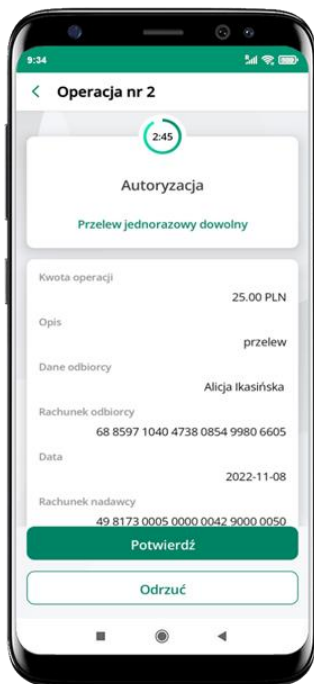 9:34
Operacja nr 2
2:45
Autoryzacja
Przelew jednorazowy dowolny
Kwota operacji
25.00 PLN
Opis
przelew
Dane odbiorcy
Alicja Ikasińska
Rachunek odbiorcy
68 8597 1040 4738 0854 9980 6605
Data
2022-11-08
Rachunek nadawcy
49 8173 0005 0000 0042 9000 0050
Potwierdź
Odrzuć